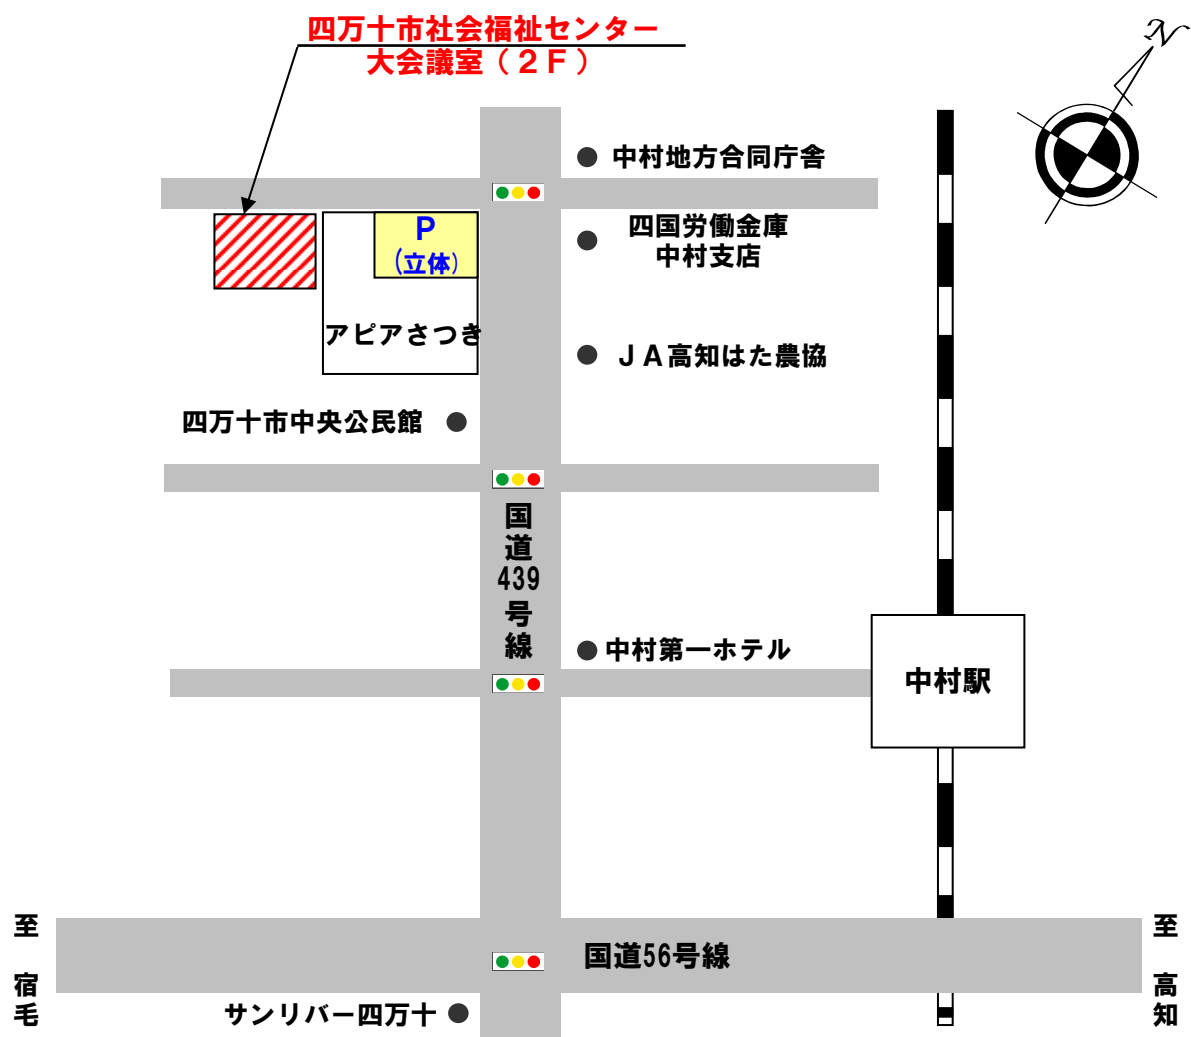 四万十市社会福祉センター
大会議室（２Ｆ）
N
中村地方合同庁舎
P
(立体)
四国労働金庫
中村支店
アピアさつき
ＪＡ高知はた農協
四万十市中央公民館
国道439号線
中村第一ホテル
中村駅
至 宿毛
国道56号線
至 高知
サンリバー四万十